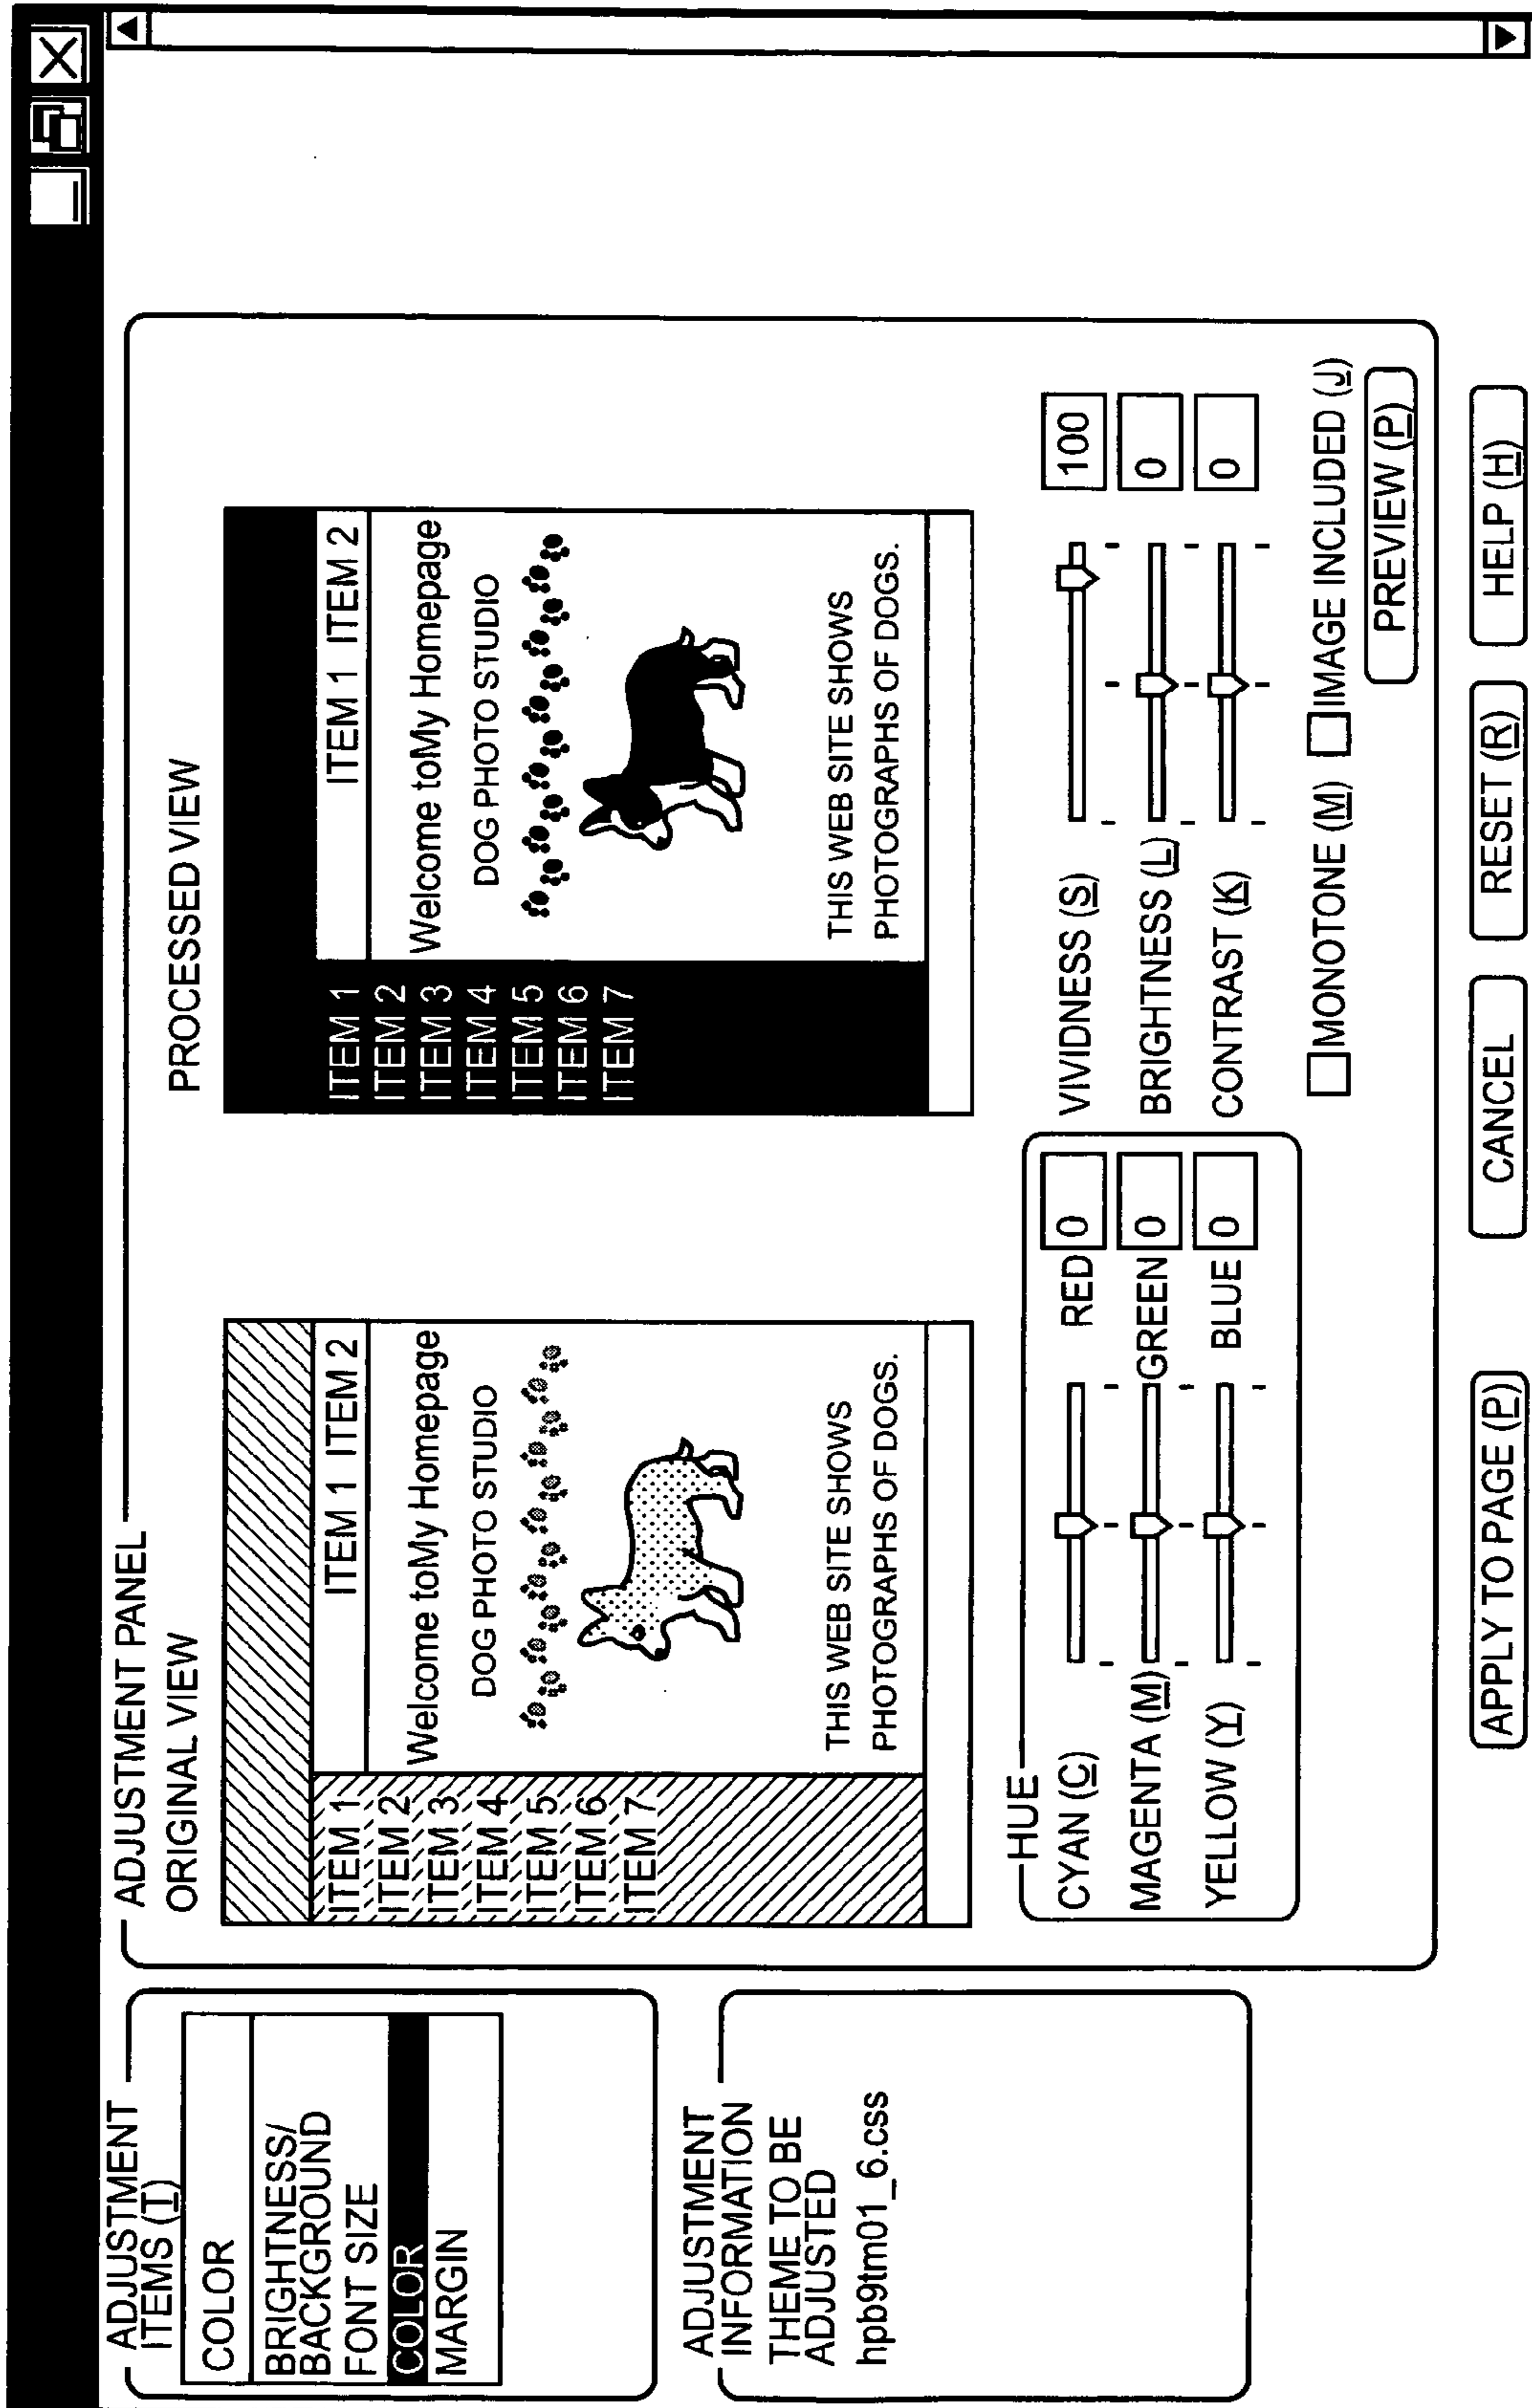 ADJUSTMENT
ITEMS (T)
COLOR
BRIGHTNESS/
BACKGROUND
FONT SIZE
COLOR
MARGIN
ADJUSTMENT
INFORMATION
THEME TO BE
ADJUSTED
hpb9tm01_6.css
ADJUSTMENT PANEL
ORIGINAL VIEW
ITEM 1 ITEM 2
ITEM 1
ITEM 2
ITEM 3
ITEM 4
ITEM 5
ITEM 6
ITEM 7
Welcome toMy Homepage
DOG PHOTO STUDIO
THIS WEB SITE SHOWS
PHOTOGRAPHS OF DOGS.
PROCESSED VIEW
ITEM 1 ITEM 2
ITEM 1
ITEM 2
ITEM 3
ITEM 4
ITEM 5
ITEM 6
ITEM 7
Welcome toMy Homepage
DOG PHOTO STUDIO
THIS WEB SITE SHOWS
PHOTOGRAPHS OF DOGS.
HUE
CYAN (C) RED 0
MAGENTA (M) GREEN 0
YELLOW (Y) BLUE 0
VIVIDNESS (S) 100
BRIGHTNESS (L) 0
CONTRAST (K) 0
MONOTONE (M) IMAGE INCLUDED (J)
PREVIEW (P)
APPLY TO PAGE (P) CANCEL RESET (R) HELP (H)